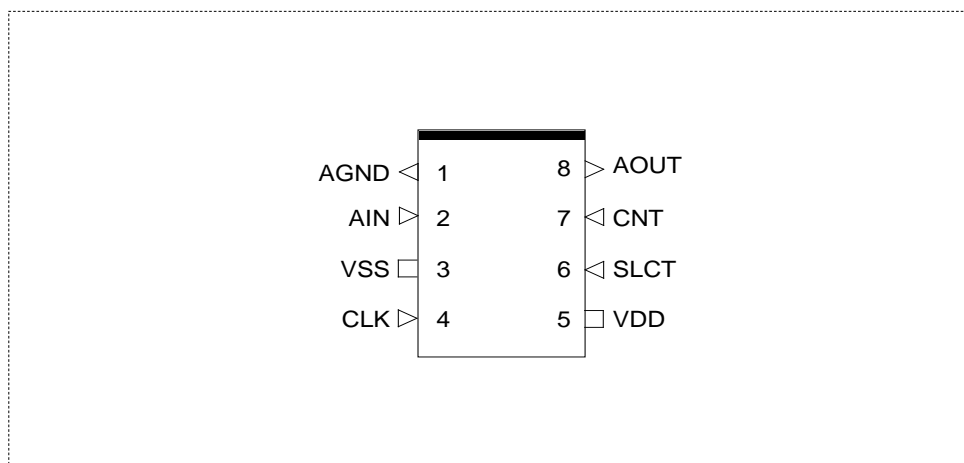 AGND 1 8 AOUT
AIN 2 7 CNT
VSS 3 6 SLCT
CLK 4 5 VDD